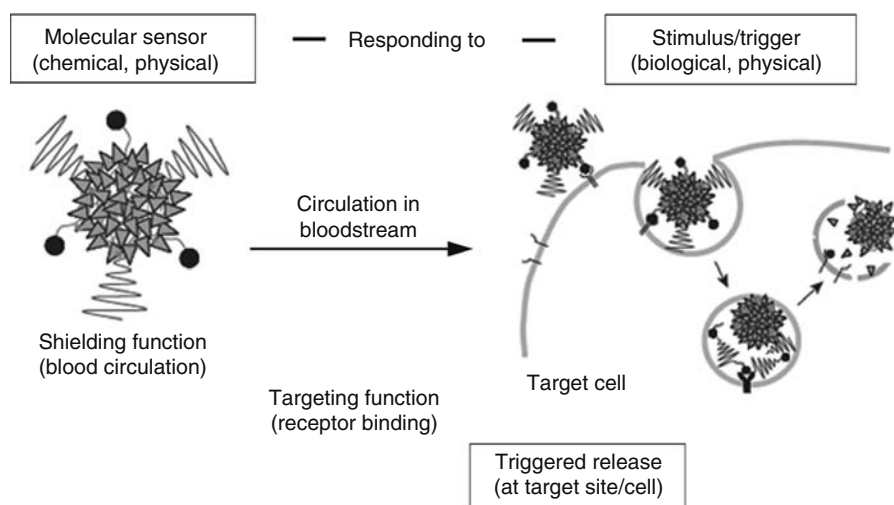 Molecular sensor
(chemical, physical)
Responding to
Stimulus/trigger
(biological, physical)
Circulation in
bloodstream
Shielding function
(blood circulation)
Target cell
Targeting function
(receptor binding)
Triggered release
(at target site/cell)